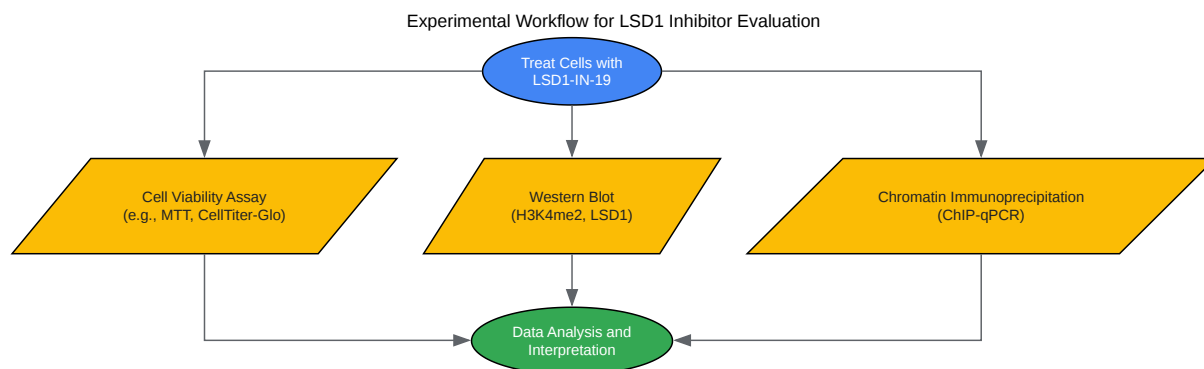 Experimental Workflow for LSD1 Inhibitor Evaluation
Treat Cells with
LSD1-IN-19
Cell Viability Assay
(e.g., MTT, CellTiter-Glo)
Western Blot
(H3K4me2, LSD1)
Chromatin Immunoprecipitation
(ChIP-qPCR)
Data Analysis and
Interpretation